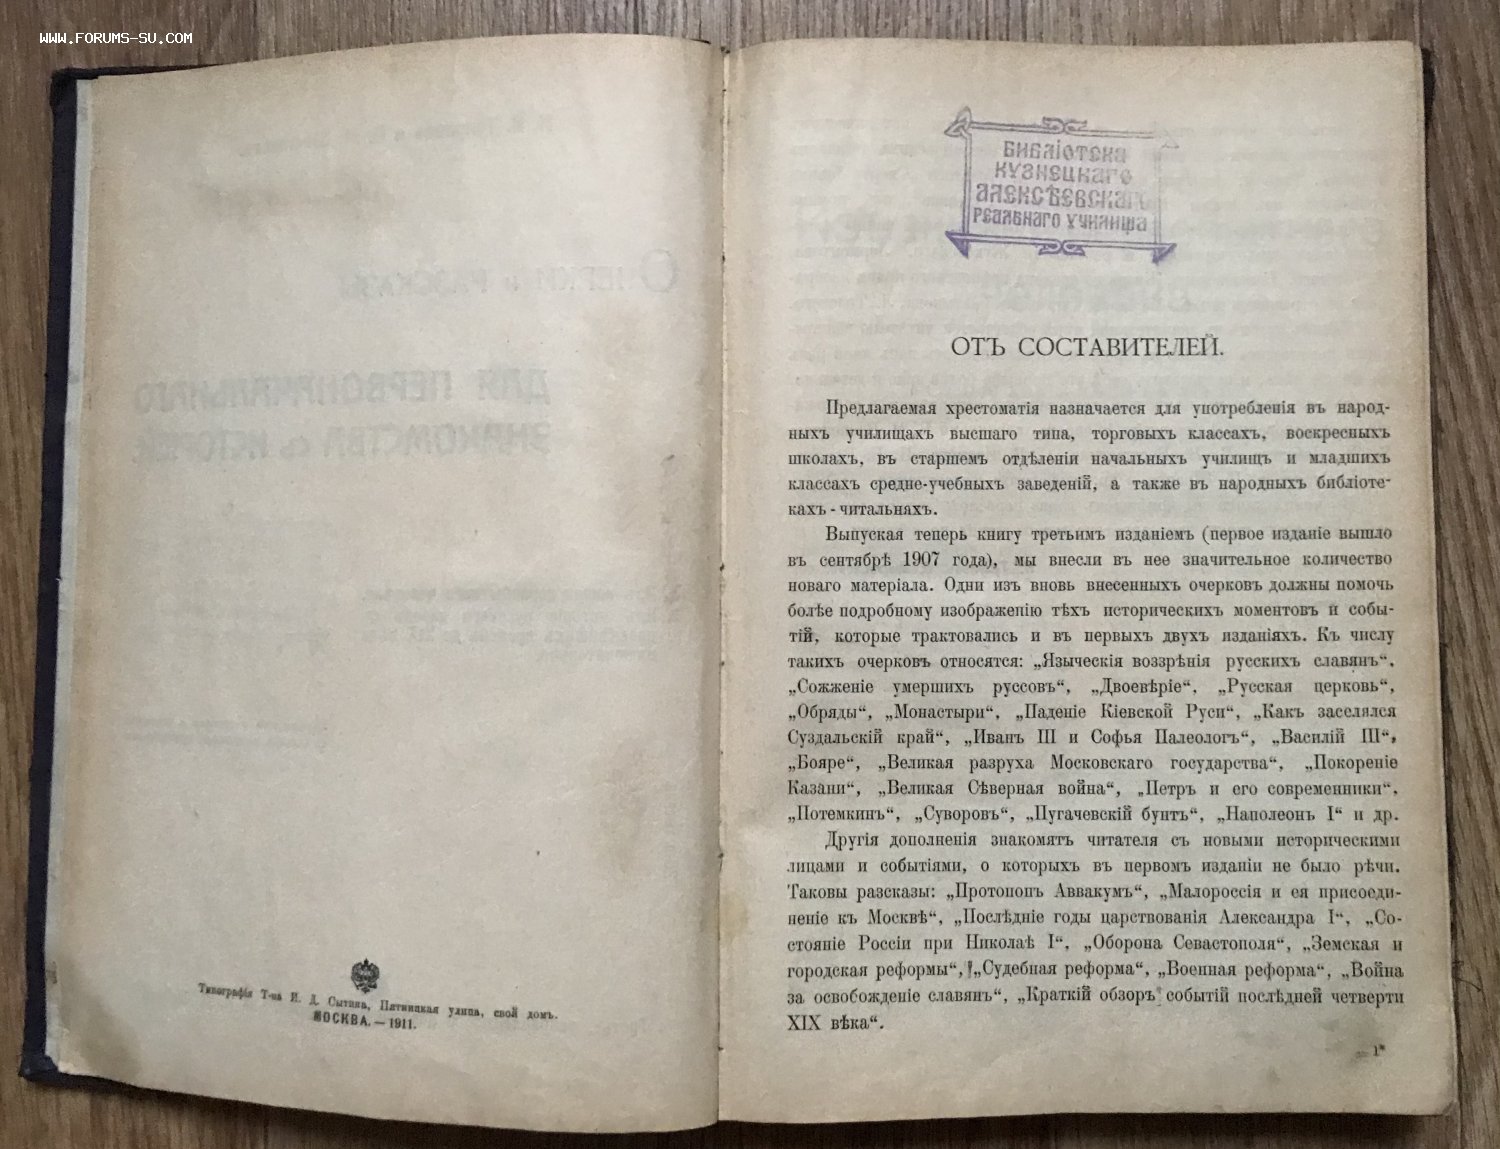 WWW.FORUMS-SU.COM
Типографія Т-ва И. Д. Сытина, Пятницкая улица, свой домъ.
МОСКВА.—1911.
БИБЛІОТЕКА
КУЗНЕЦКАГО
АЛЕКСѢЕВСКАГ
РЕАЛЬНАГО УЧИЛИЩА
ОТЪ СОСТАВИТЕЛЕЙ.
Предлагаемая хрестоматія назначается для употребленія въ народ-
ныхъ училищахъ высшаго типа, торговыхъ классахъ, воскресныхъ
школахъ, въ старшемъ отдѣленіи начальныхъ училищъ и младшихъ
классахъ средне-учебныхъ заведеній, а также въ народныхъ библіоте-
кахъ-читальняхъ.
Выпуская теперь книгу третьимъ изданіемъ (первое изданіе вышло
въ сентябрѣ 1907 года), мы внесли въ нее значительное количество
новаго матеріала. Одни изъ вновь внесенныхъ очерковъ должны помочь
болѣе подробному изображенію тѣхъ историческихъ моментовъ и собы-
тій, которые трактовались и въ первыхъ двухъ изданіяхъ. Къ числу
такихъ очерковъ относятся: „Языческія воззрѣнія русскихъ славянъ“,
„Сожженіе умершихъ руссовъ“, „Двоевѣріе“, „Русская церковь“,
„Обряды“, „Монастыри“, „Паденіе Кіевской Руси“, „Какъ заселялся
Суздальскій край“, „Иванъ III и Софья Палеологъ“, „Василій III“,
„Бояре“, „Великая разруха Московскаго государства“, „Покореніе
Казани“, „Великая Сѣверная война“, „Петръ и его современники“,
„Потемкинъ“, „Суворовъ“, „Пугачевскій бунтъ“, „Наполеонъ I“ и др.
Другія дополненія знакомятъ читателя съ новыми историческими
лицами и событіями, о которыхъ въ первомъ изданіи не было рѣчи.
Таковы разсказы: „Протопопъ Аввакумъ“, „Малороссія и ея присоеди-
неніе къ Москвѣ“, „Послѣдніе годы царствованія Александра I“, „Со-
стояніе Россіи при Николаѣ I“, „Оборона Севастополя“, „Земская и
городская реформы“, „Судебная реформа“, „Военная реформа“, „Война
за освобожденіе славянъ“, „Краткій обзоръ событій послѣдней четверти
XIX вѣка“.
1*